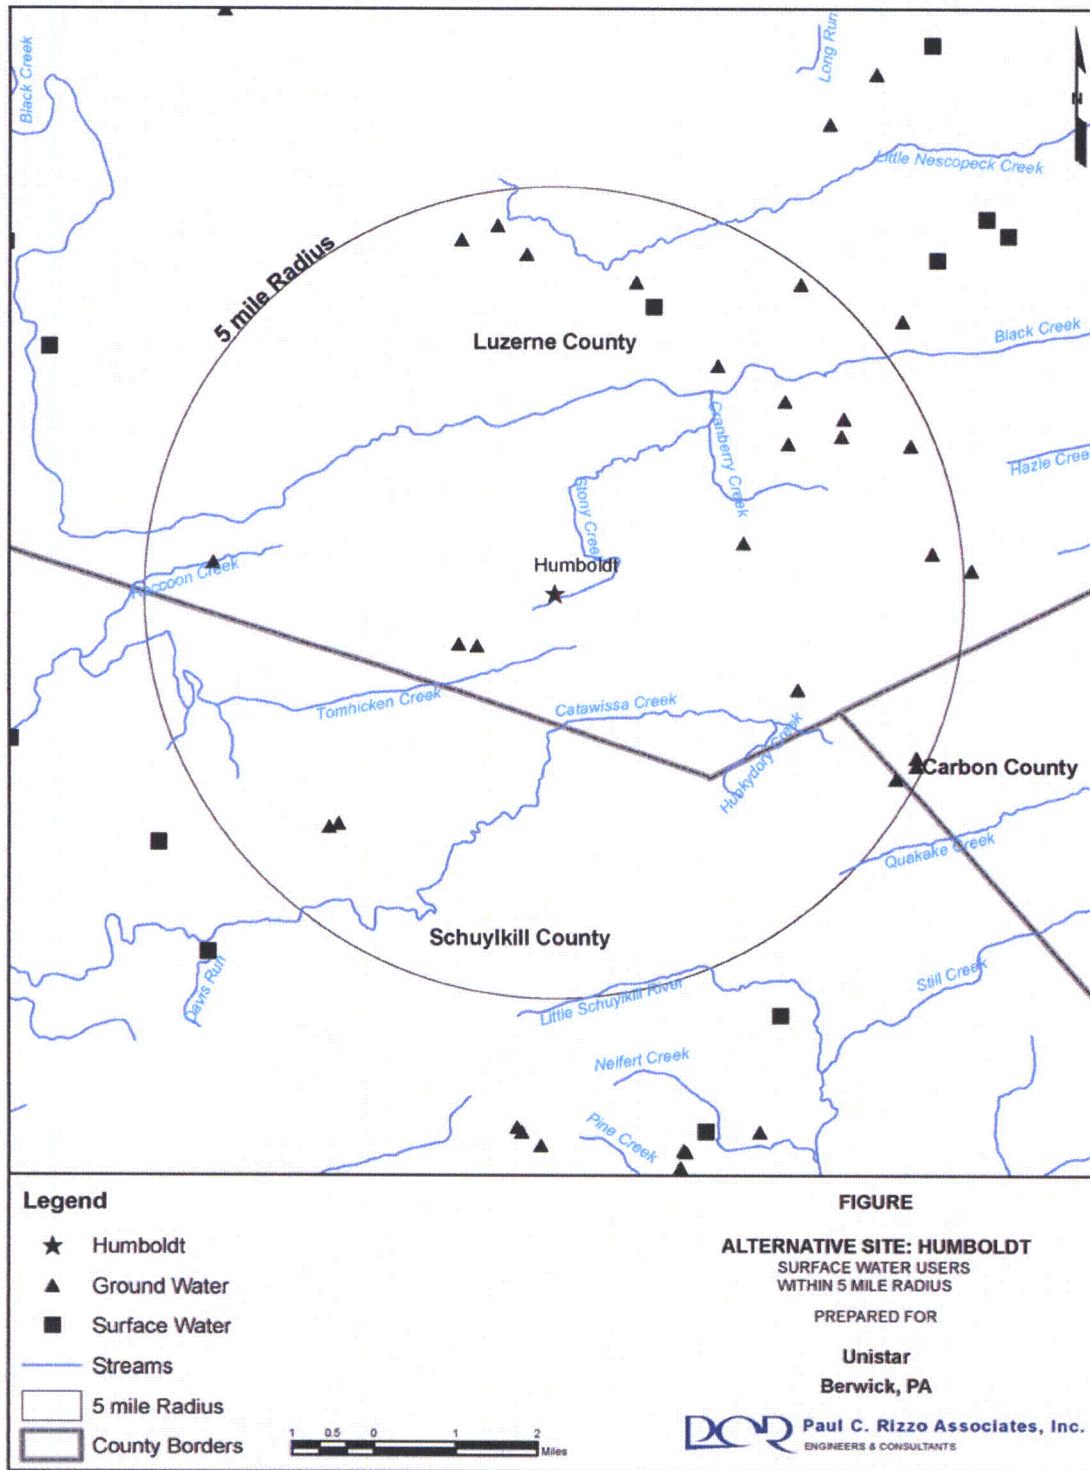 Black Creek
Long Run
N
Little Nescopeck Creek
5 mile Radius
Luzerne County
Black Creek
Cranberry Creek
Hazle Cree
Stony Creek
Humboldt
Raccoon Creek
Tomhicken Creek
Catawissa Creek
Hunkydory Creek
Carbon County
Quakake Creek
Schuylkill County
Still Creek
Davis Run
Little Schuylkill River
Neifert Creek
Pine Creek
Legend
Humboldt
Ground Water
Surface Water
Streams
5 mile Radius
County Borders
1 0.5 0 1 2
Miles
FIGURE
ALTERNATIVE SITE: HUMBOLDT
SURFACE WATER USERS
WITHIN 5 MILE RADIUS
PREPARED FOR
Unistar
Berwick, PA
PCR Paul C. Rizzo Associates, Inc.
ENGINEERS & CONSULTANTS